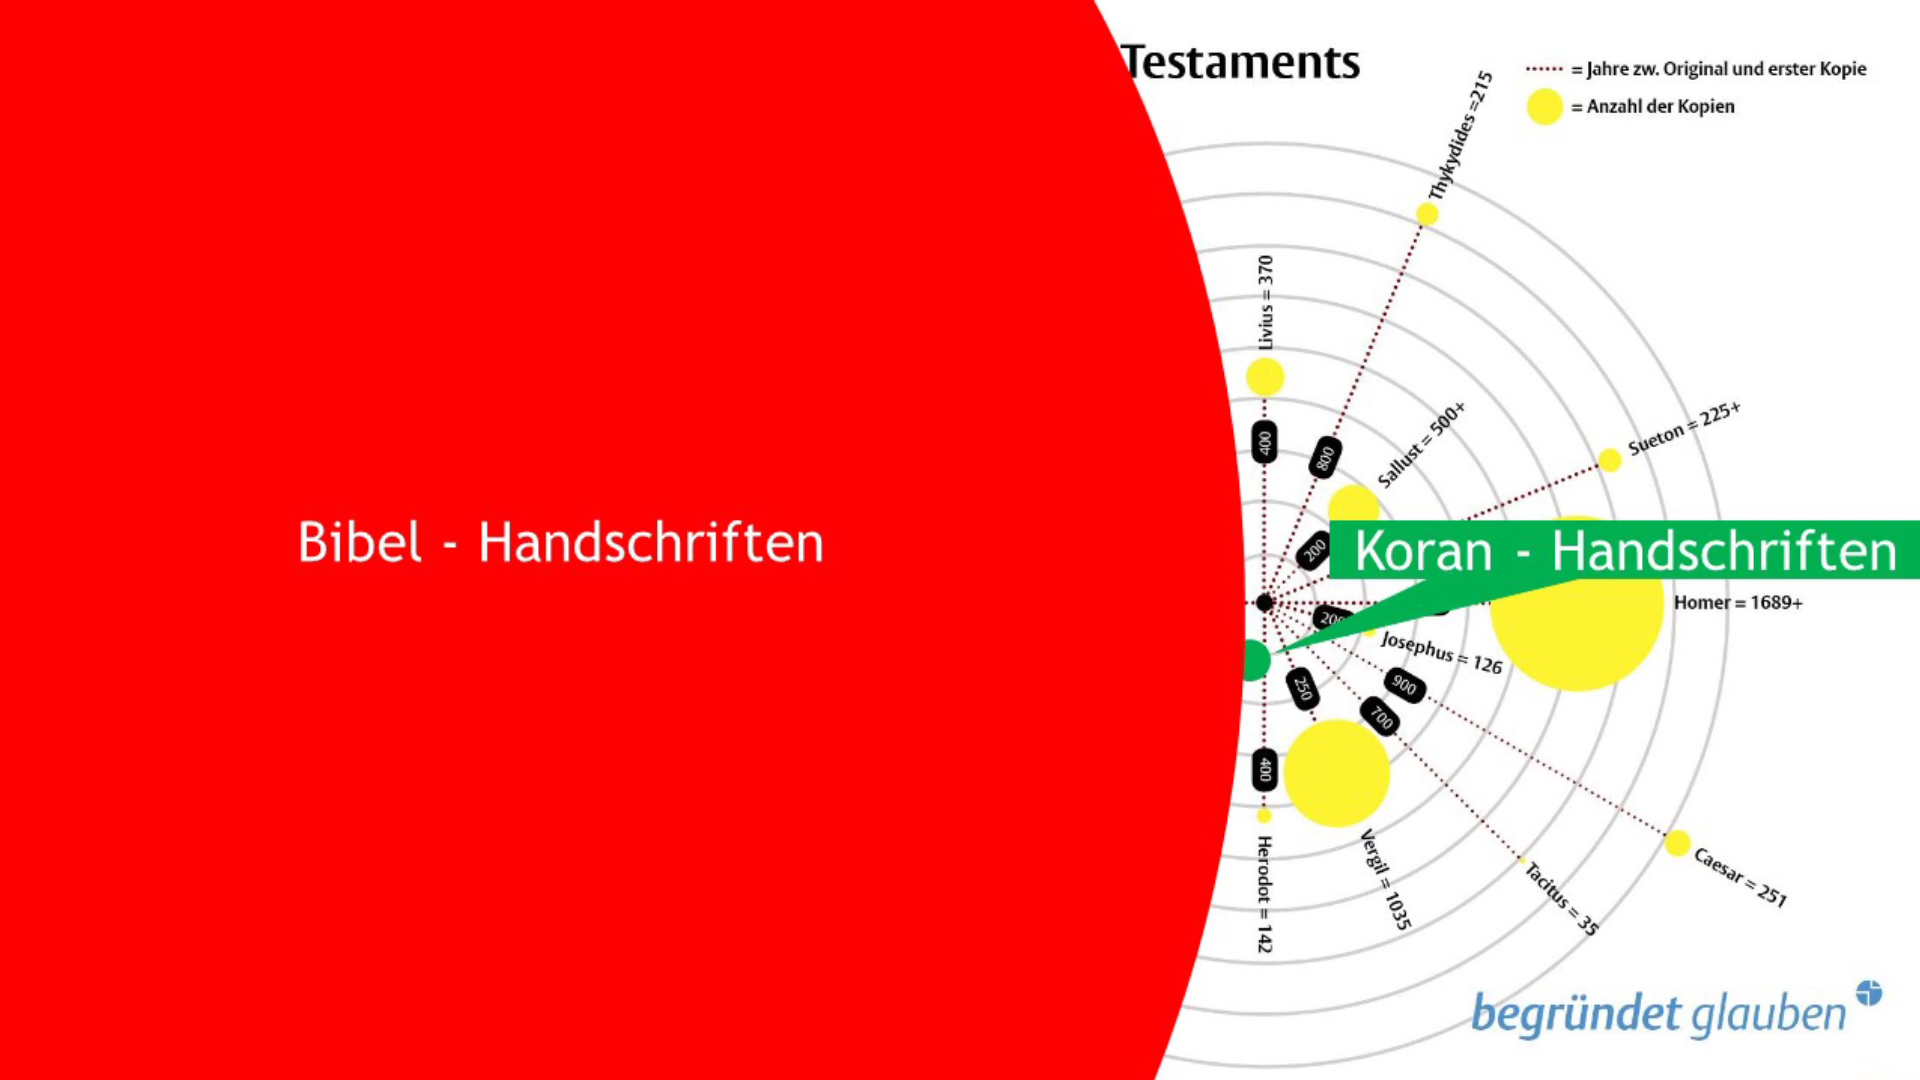 Testaments
= Jahre zw. Original und erster Kopie
= Anzahl der Kopien
Thykydides =215
Livius = 370
Sueton = 225+
Sallust = 500+
400
800
200
Bibel - Handschriften
Koran - Handschriften
Homer = 1689+
200
Josephus = 126
250
900
700
400
Herodot = 142
Vergil = 1035
Tacitus = 35
Caesar = 251
begründet glauben